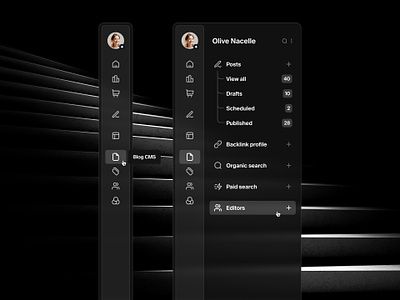 Blog CMS
Olive Nacelle
Posts
View all 40
Drafts 10
Scheduled 2
Published 28
Backlink profile
Organic search
Paid search
Editors